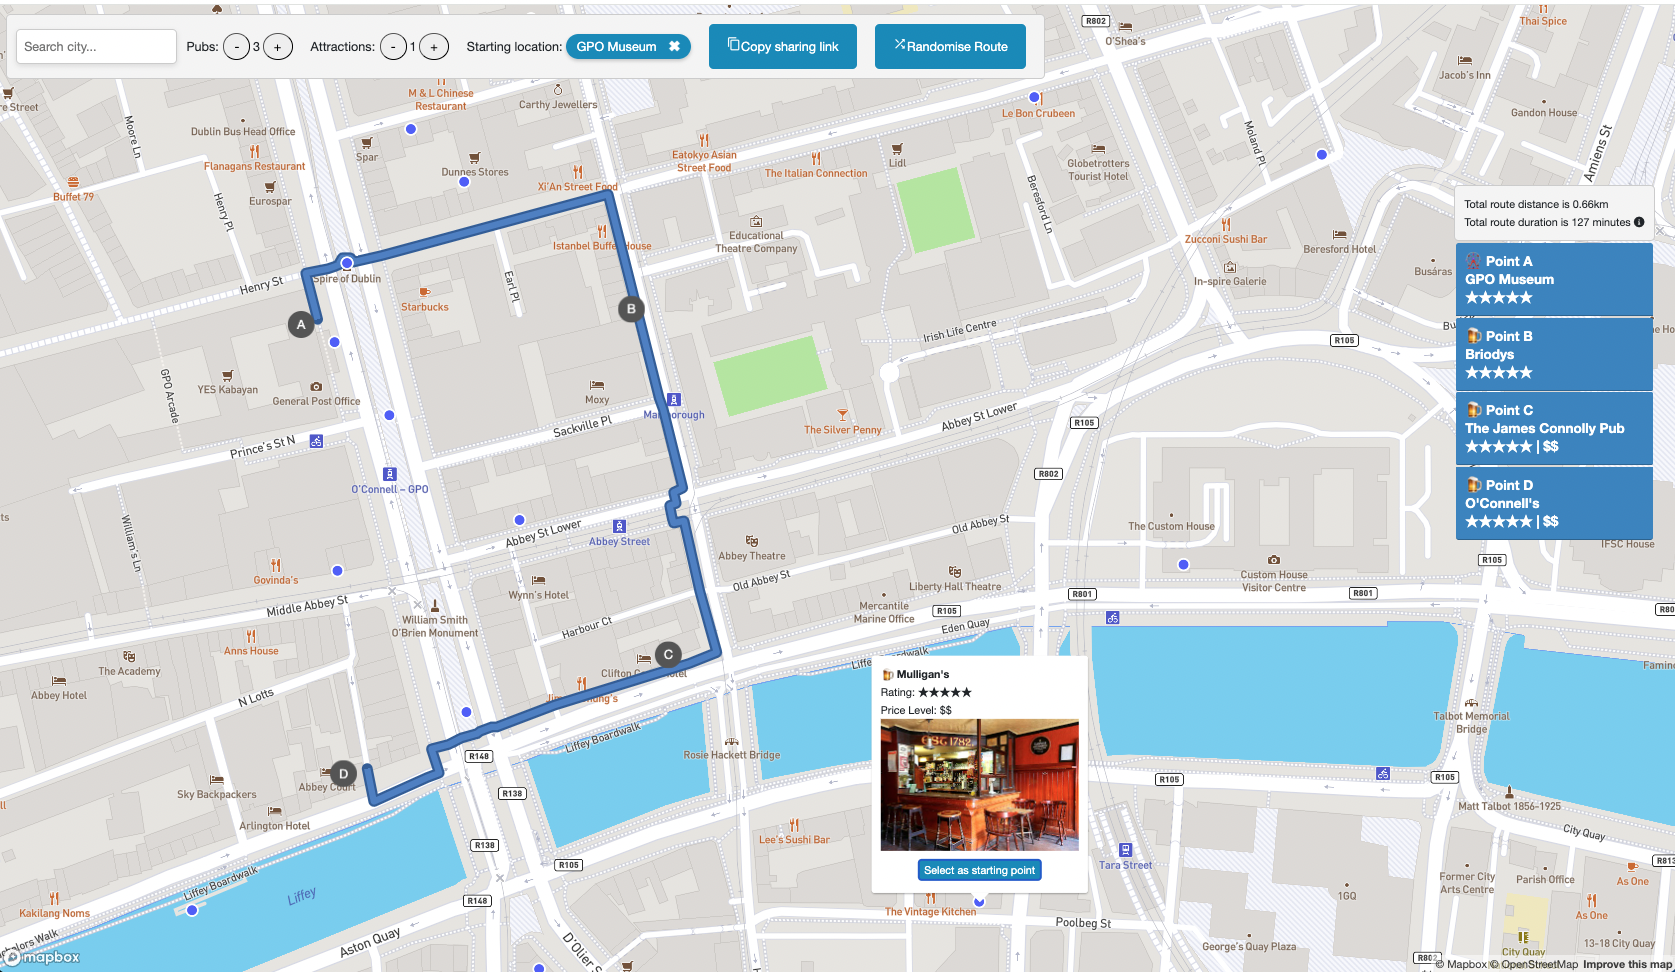 Search city...
Pubs: - 3 +
Attractions: - 1 +
Starting location: GPO Museum ✖
Copy sharing link
Randomise Route
R802
O'Shea's
Thai Spice
Jacob's Inn
Gandon House
Amiens St
re Street
Moore Ln
Dublin Bus Head Office
Flanagans Restaurant
Eurospar
Buffet 79
Henry Pl
M & L Chinese
Restaurant
Carthy Jewellers
Spar
Dunnes Stores
Xi'An Street Food
Eatokyo Asian
Street Food
The Italian Connection
Lidl
Le Bon Crubeen
Globetrotters
Tourist Hotel
Moland Pl
Beresford Ln
Educational
Theatre Company
Istanbel Buffet House
Zucconi Sushi Bar
Beresford Hotel
In-spire Galerie
Busáras
Total route distance is 0.66km
Total route duration is 127 minutes
Point A
GPO Museum
★★★★★
Point B
Briodys
★★★★★
Point C
The James Connolly Pub
★★★★★ | $$
Point D
O'Connell's
★★★★★ | $$
IFSC House
Henry St
Spire of Dublin
Starbucks
Earl Pl
A
B
Irish Life Centre
R105
GPO Arcade
YES Kabayan
General Post Office
Moxy
Marlborough
Sackville Pl
The Silver Penny
Abbey St Lower
R105
R802
Prince's St N
O'Connell – GPO
William's Ln
Abbey St Lower
Abbey Street
Abbey Theatre
Old Abbey St
Old Abbey St
The Custom House
Custom House
Visitor Centre
R105
Govinda's
Middle Abbey St
William Smith
O'Brien Monument
Wynn's Hotel
Harbour Ct
Liberty Hall Theatre
Mercantile
Marine Office
R105
Eden Quay
R801
R801
Anns House
The Academy
Abbey Hotel
N Lotts
C
Liffey Boardwalk
Rosie Hackett Bridge
Talbot Memorial
Bridge
Famine
Mulligan's
Rating: ★★★★★
Price Level: $$
Select as starting point
D
Abbey Court
Sky Backpackers
Arlington Hotel
R148
R138
R138
R105
R148
R105
R105
Matt Talbot 1856–1925
City Quay
R813
Lee's Sushi Bar
Tara Street
Liffey Boardwalk
Liffey
Kakilang Noms
Aston Quay
D'Olier S
The Vintage Kitchen
Poolbeg St
George's Quay Plaza
1GQ
Former City
Arts Centre
Parish Office
As One
As One
13-18 City Quay
City Quay
R802
mapbox
© Mapbox © OpenStreetMap Improve this map